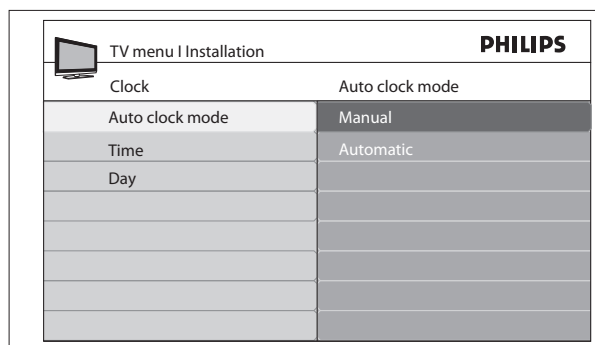 TV menu I Installation PHILIPS
Clock Auto clock mode
Auto clock mode Manual
Time Automatic
Day